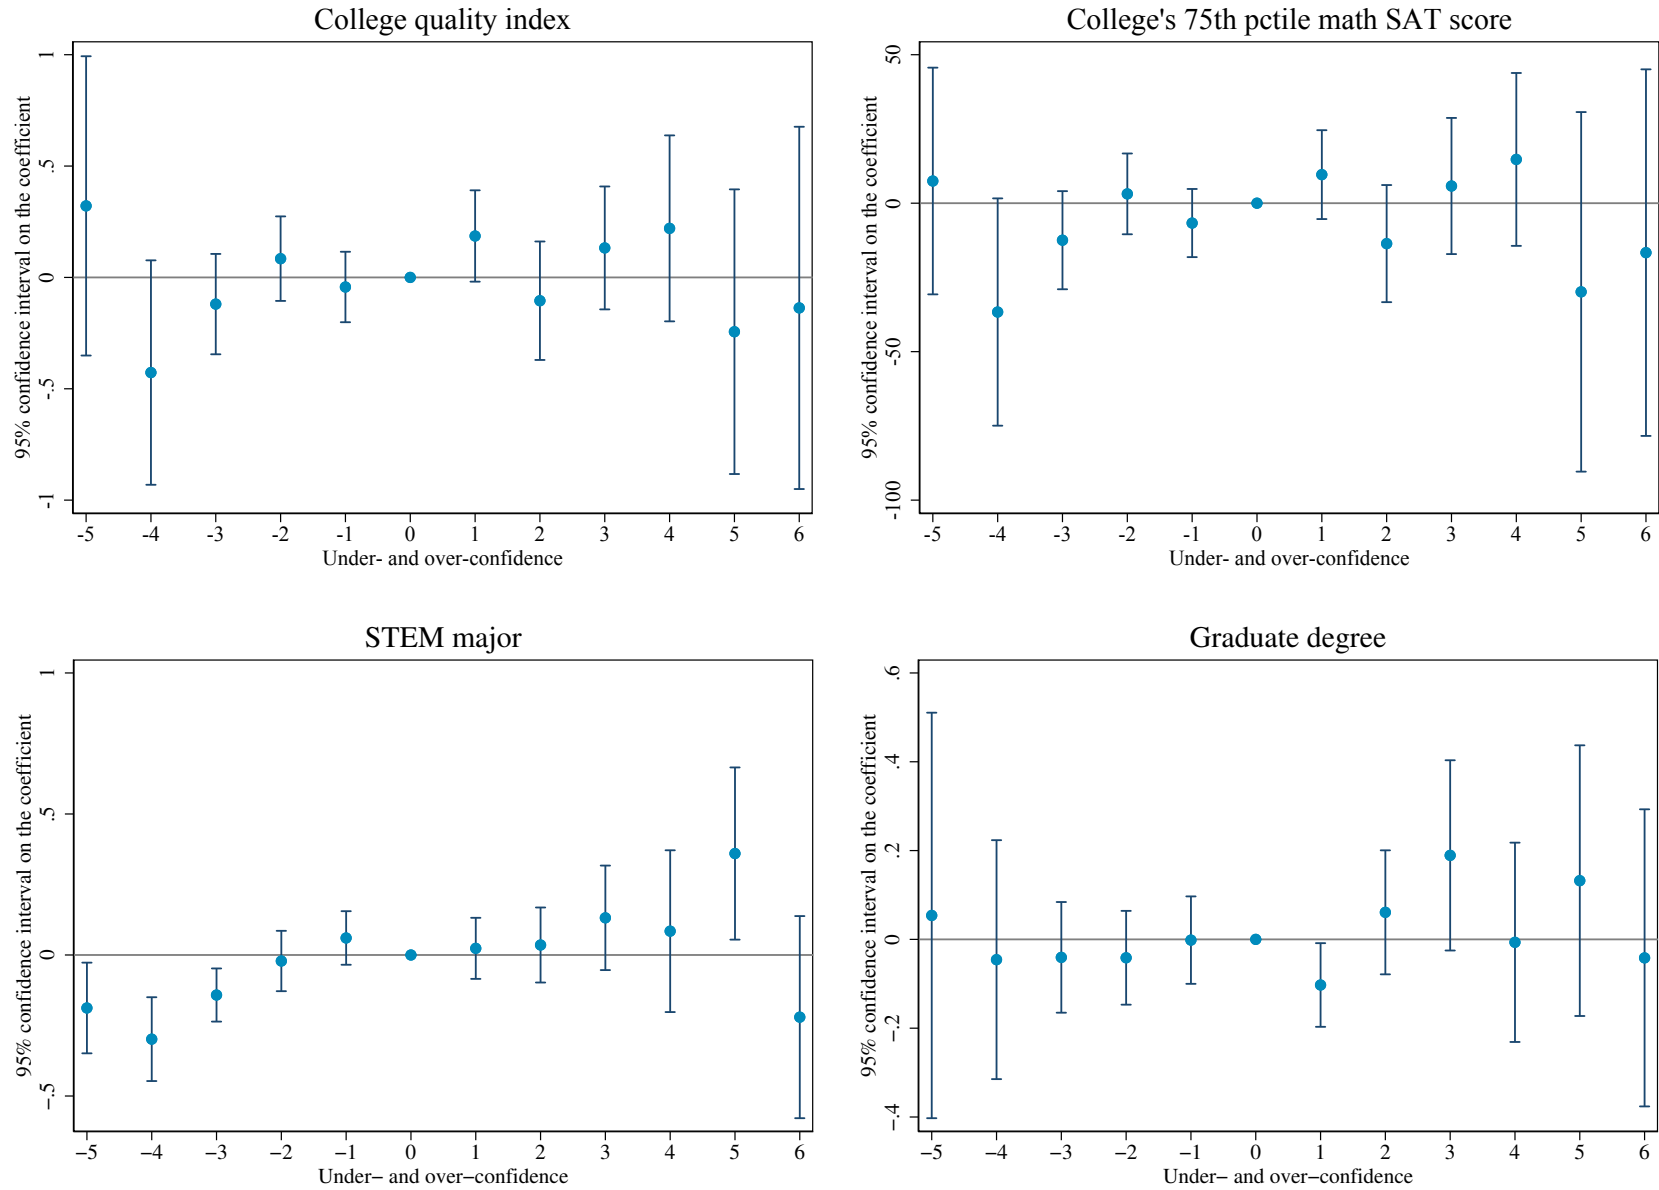 College quality index
95% confidence interval on the coefficient
1
.5
0
-.5
-1
-5 -4 -3 -2 -1 0 1 2 3 4 5 6
Under- and over-confidence
College's 75th pctile math SAT score
95% confidence interval on the coefficient
50
0
-50
-100
-5 -4 -3 -2 -1 0 1 2 3 4 5 6
Under- and over-confidence
STEM major
95% confidence interval on the coefficient
1
.5
0
−.5
−5 −4 −3 −2 −1 0 1 2 3 4 5 6
Under− and over−confidence
Graduate degree
95% confidence interval on the coefficient
.6
.4
.2
0
−.2
−.4
−5 −4 −3 −2 −1 0 1 2 3 4 5 6
Under− and over−confidence